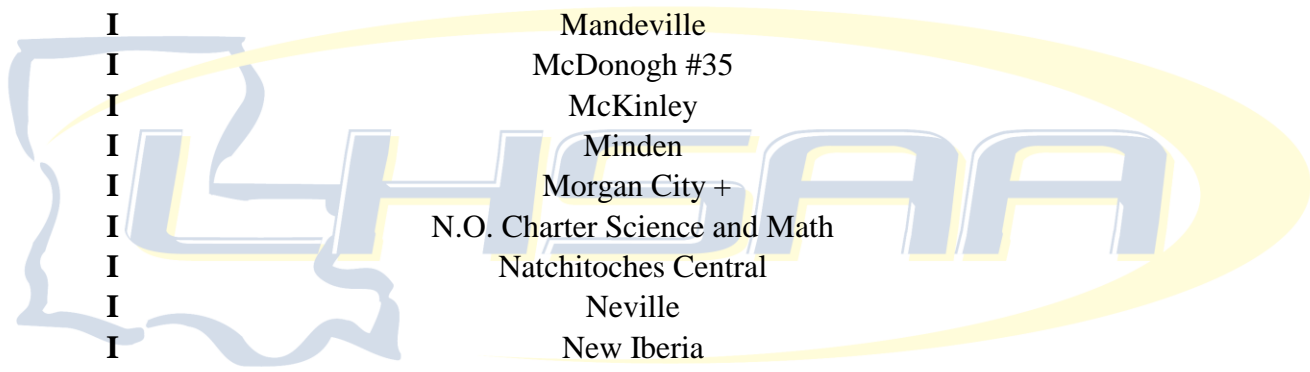 I Mandeville
I McDonogh #35
I McKinley
I Minden
I Morgan City +
I N.O. Charter Science and Math
I Natchitoches Central
I Neville
I New Iberia
LHSAA